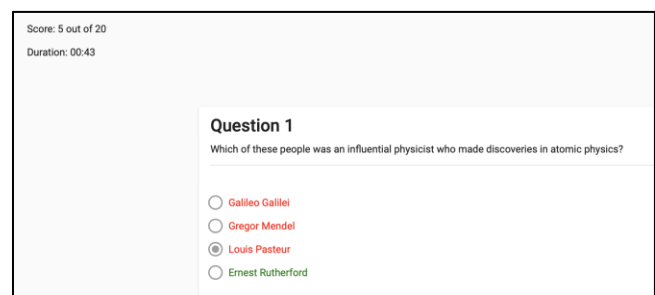 Score: 5 out of 20
Duration: 00:43
Question 1
Which of these people was an influential physicist who made discoveries in atomic physics?
Galileo Galilei
Gregor Mendel
Louis Pasteur
Ernest Rutherford